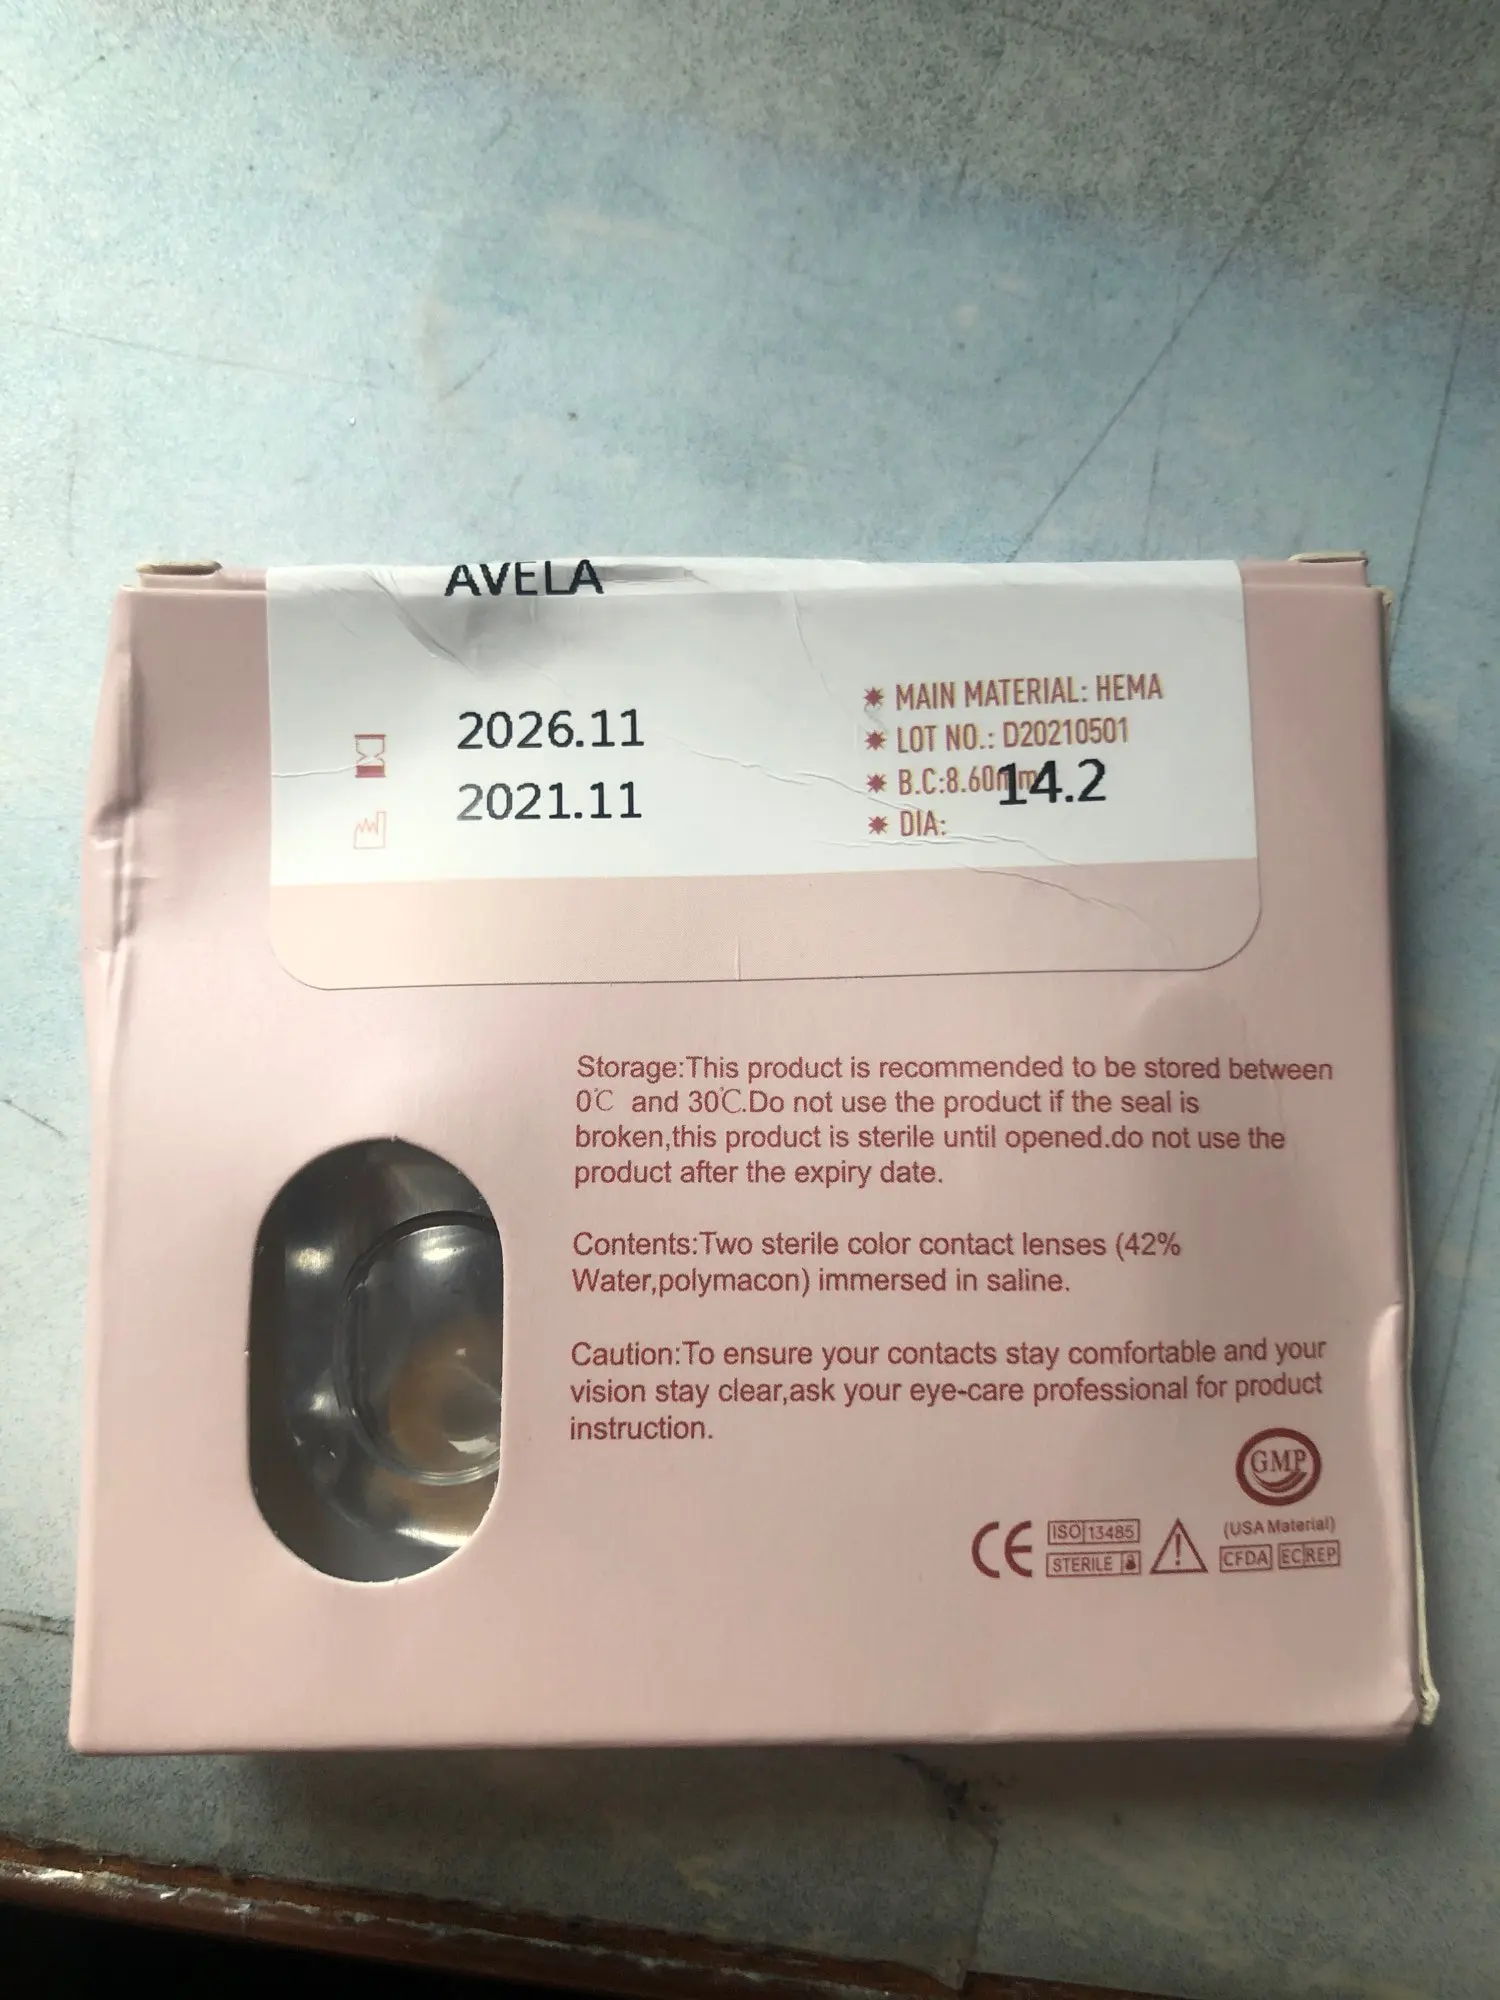 AVELA
2026.11
2021.11
MAIN MATERIAL: HEMA
LOT NO.: D20210501
B.C:8.60mm
14.2
DIA:
Storage:This product is recommended to be stored between
0℃ and 30℃.Do not use the product if the seal is
broken,this product is sterile until opened.do not use the
product after the expiry date.
Contents:Two sterile color contact lenses (42%
Water,polymacon) immersed in saline.
Caution:To ensure your contacts stay comfortable and your
vision stay clear,ask your eye-care professional for product
instruction.
GMP
CE
ISO 13485
STERILE
(USA Material)
CFDA EC REP